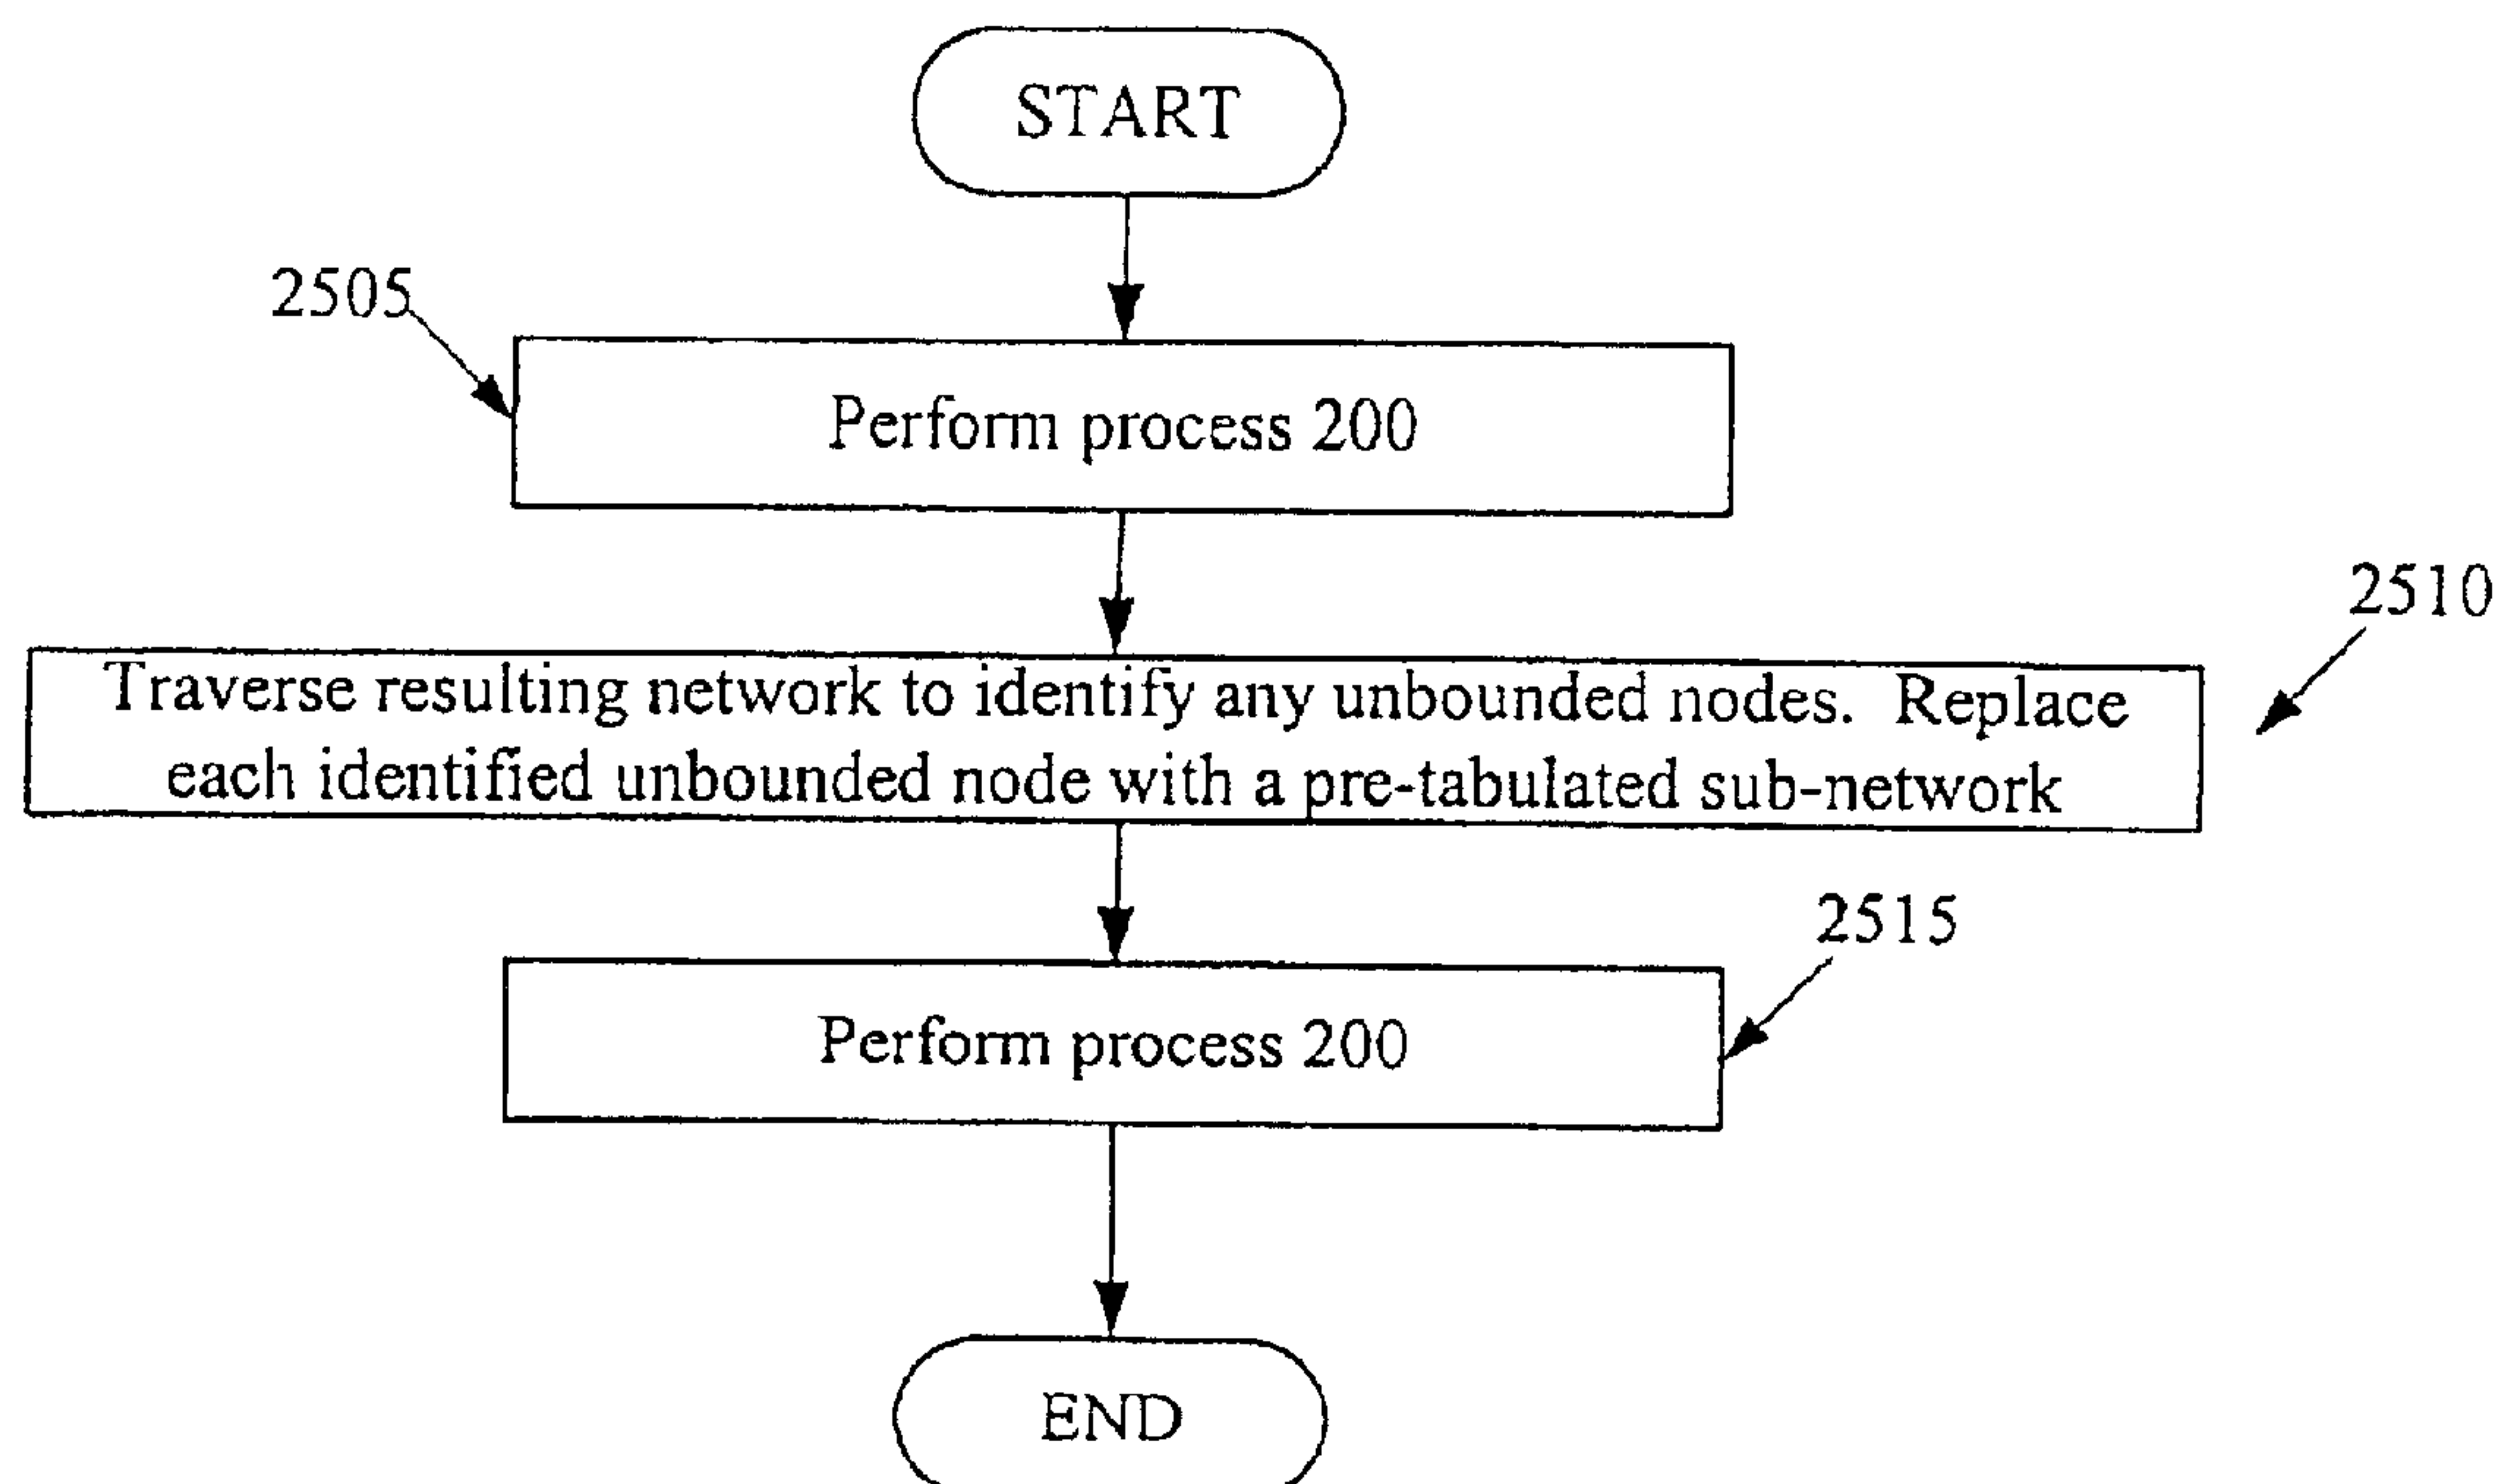 START
2505
Perform process 200
2510
Traverse resulting network to identify any unbounded nodes. Replace
each identified unbounded node with a pre-tabulated sub-network
2515
Perform process 200
END